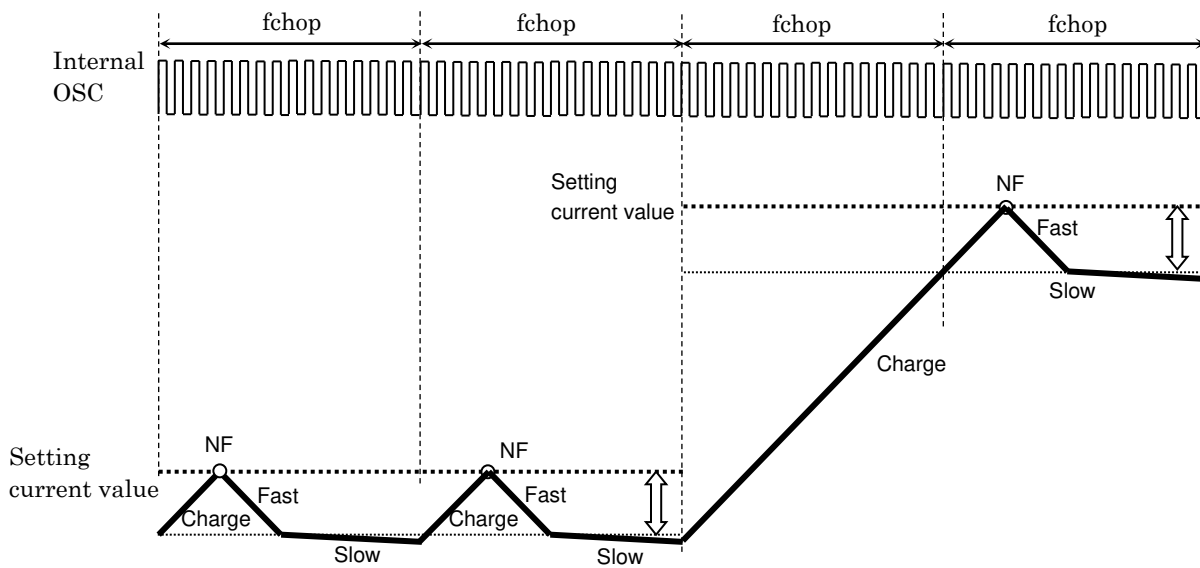 fchop
fchop
fchop
fchop
Internal
OSC
Setting
current value
NF
Fast
Slow
Charge
Setting
current value
NF
Fast
Charge
Slow
NF
Fast
Charge
Slow